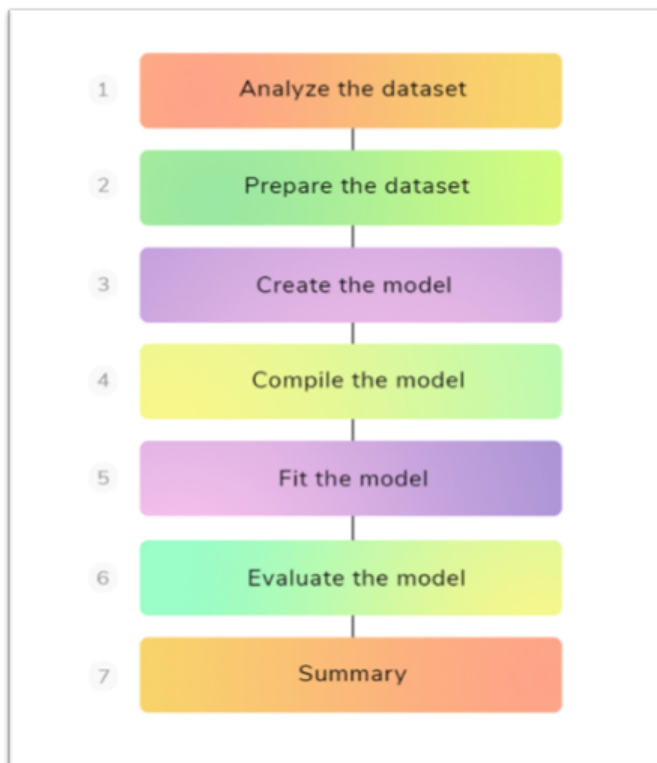 1 Analyze the dataset
2 Prepare the dataset
3 Create the model
4 Compile the model
5 Fit the model
6 Evaluate the model
7 Summary